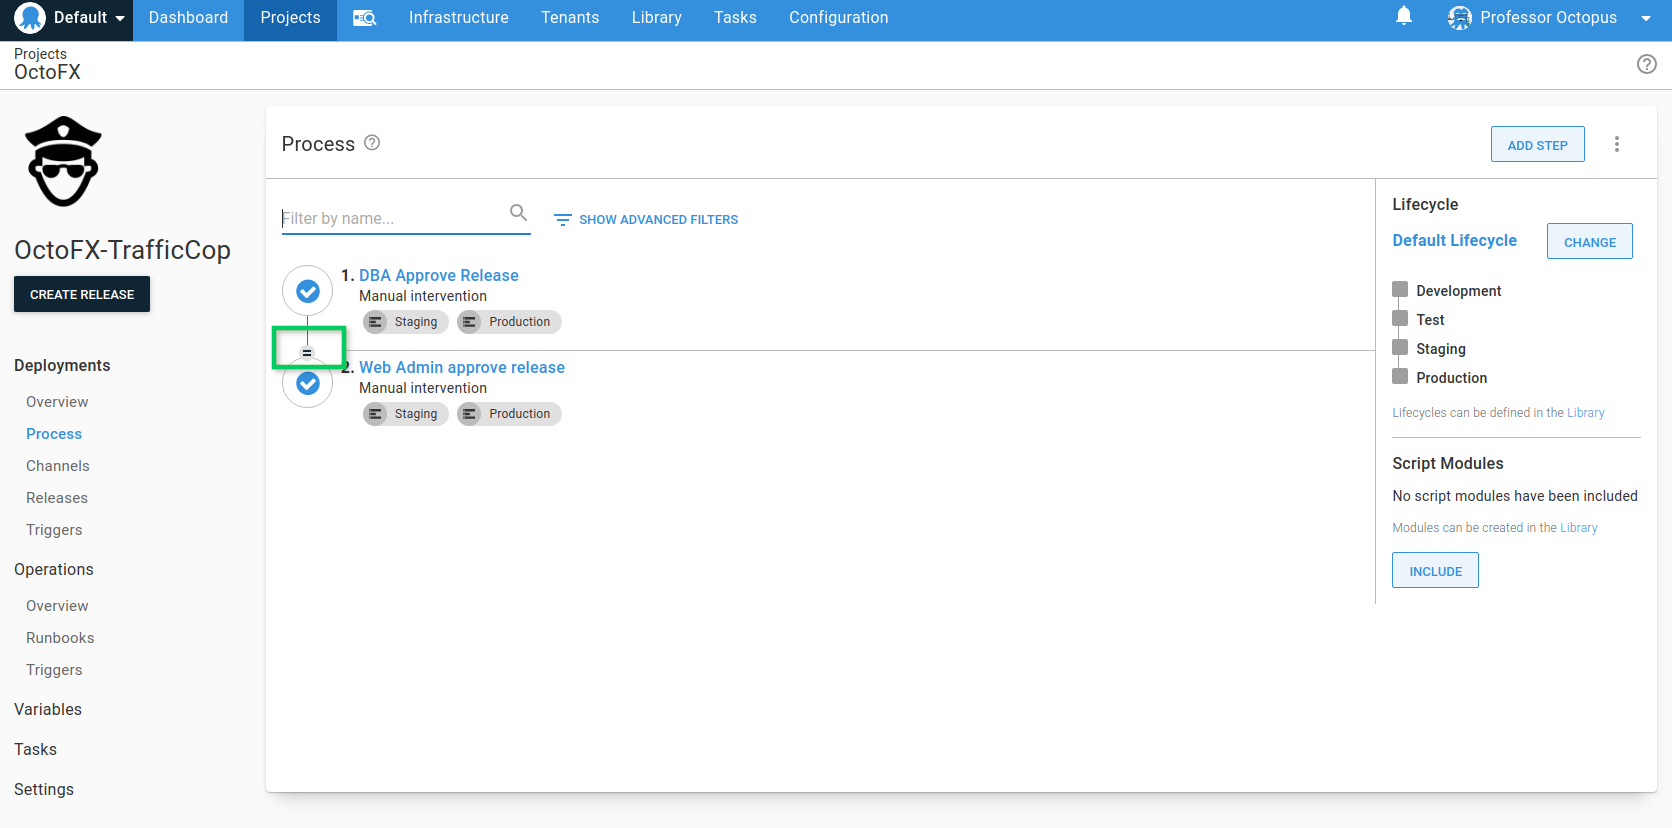 Default
Dashboard
Projects
Infrastructure
Tenants
Library
Tasks
Configuration
Professor Octopus
Projects
OctoFX
OctoFX-TrafficCop
CREATE RELEASE
Deployments
Overview
Process
Channels
Releases
Triggers
Operations
Overview
Runbooks
Triggers
Variables
Tasks
Settings
Process
ADD STEP
Filter by name...
SHOW ADVANCED FILTERS
1. DBA Approve Release
Manual intervention
Staging Production
2. Web Admin approve release
Manual intervention
Staging Production
Lifecycle
Default Lifecycle
CHANGE
Development
Test
Staging
Production
Lifecycles can be defined in the Library
Script Modules
No script modules have been included
Modules can be created in the Library
INCLUDE